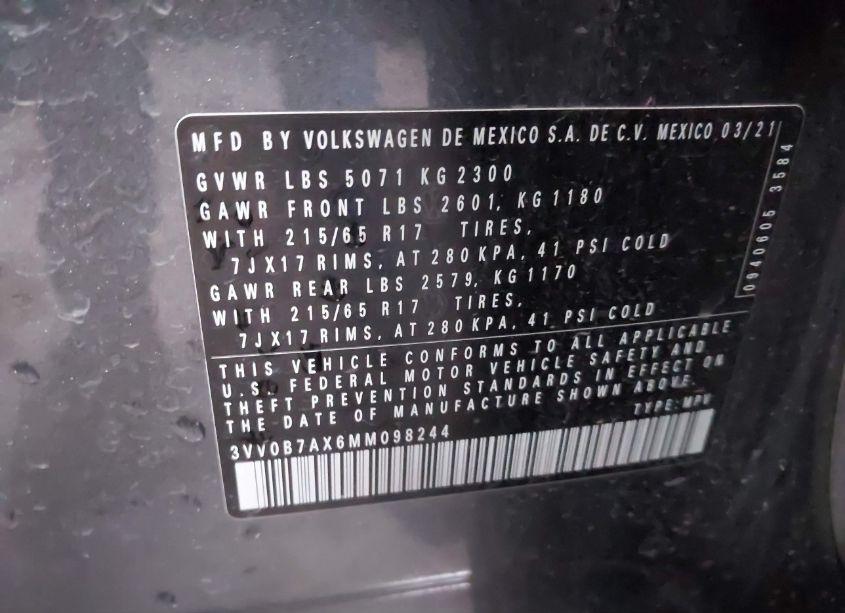 MFD BY VOLKSWAGEN DE MEXICO S.A. DE C.V. MEXICO 03/21
GVWR LBS 5071 KG 2300
GAWR FRONT LBS 2601, KG 1180
WITH 215/65 R17 TIRES,
7JX17 RIMS, AT 280 KPA, 41 PSI COLD
GAWR REAR LBS 2579, KG 1170
WITH 215/65 R17 TIRES,
7JX17 RIMS, AT 280 KPA, 41 PSI COLD
0940605 3584
THIS VEHICLE CONFORMS TO ALL APPLICABLE
U.S. FEDERAL MOTOR VEHICLE SAFETY AND
THEFT PREVENTION STANDARDS IN EFFECT ON
THE DATE OF MANUFACTURE SHOWN ABOVE.
TYPE: MPV
3VV0B7AX6MM098244